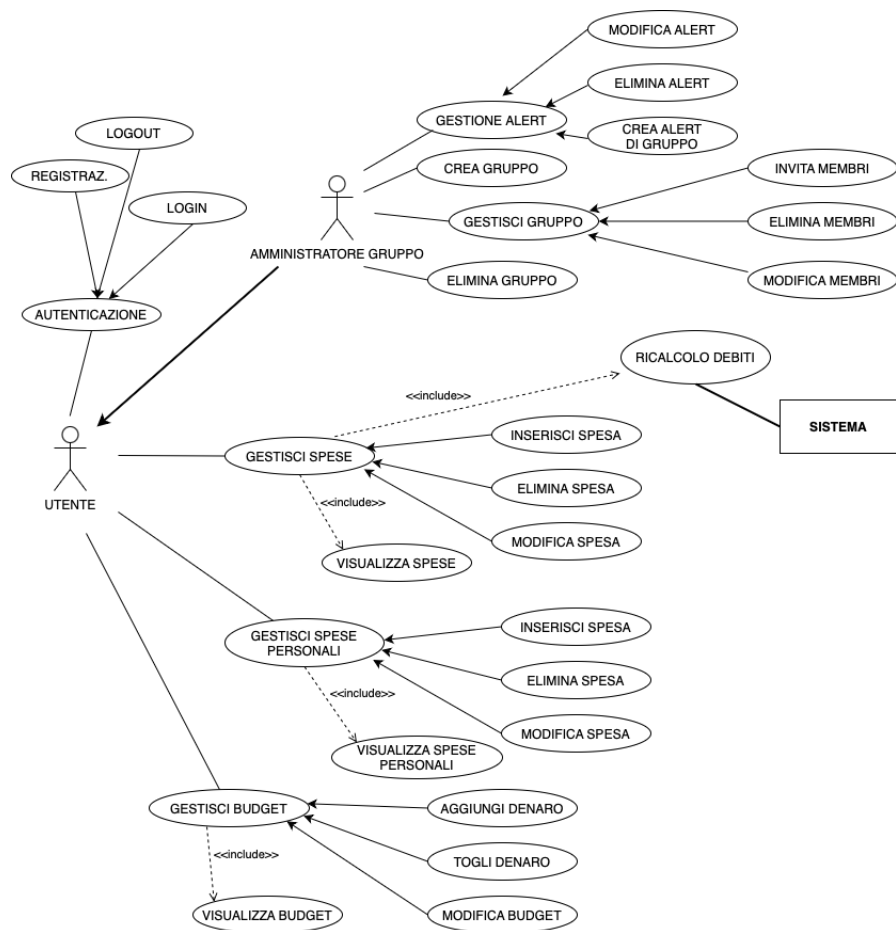 MODIFICA ALERT
ELIMINA ALERT
GESTIONE ALERT
CREA ALERT
DI GRUPPO
LOGOUT
REGISTRAZ.
LOGIN
CREA GRUPPO
INVITA MEMBRI
GESTISCI GRUPPO
ELIMINA MEMBRI
AMMINISTRATORE GRUPPO
ELIMINA GRUPPO
MODIFICA MEMBRI
AUTENTICAZIONE
RICALCOLO DEBITI
<<include>>
SISTEMA
INSERISCI SPESA
GESTISCI SPESE
ELIMINA SPESA
<<include>>
UTENTE
MODIFICA SPESA
VISUALIZZA SPESE
INSERISCI SPESA
GESTISCI SPESE
PERSONALI
ELIMINA SPESA
<<include>>
MODIFICA SPESA
VISUALIZZA SPESE
PERSONALI
GESTISCI BUDGET
AGGIUNGI DENARO
<<include>>
TOGLI DENARO
VISUALIZZA BUDGET
MODIFICA BUDGET